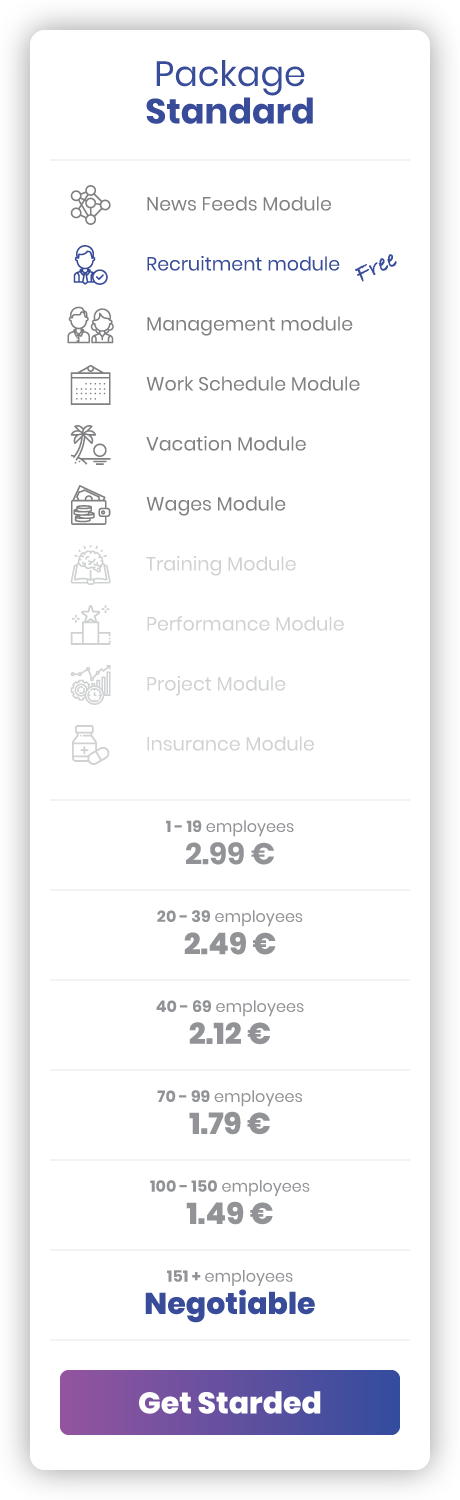 Package
Standard
News Feeds Module
Recruitment module Free
Management module
Work Schedule Module
Vacation Module
Wages Module
Training Module
Performance Module
Project Module
Insurance Module
1 - 19 employees
2.99 €
20 - 39 employees
2.49 €
40 - 69 employees
2.12 €
70 - 99 employees
1.79 €
100 - 150 employees
1.49 €
151 + employees
Negotiable
Get Starded